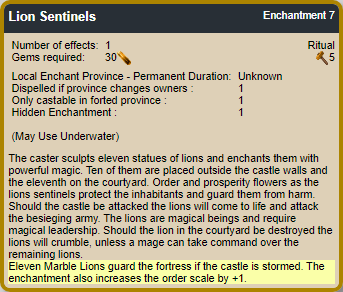 Lion Sentinels Enchantment 7
Number of effects: 1 Ritual
Gems required: 30 5
Local Enchant Province - Permanent Duration: Unknown
Dispelled if province changes owners : 1
Only castable in forted province : 1
Hidden Enchantment : 1
(May Use Underwater)
The caster sculpts eleven statues of lions and enchants them with
powerful magic. Ten of them are placed outside the castle walls and
the eleventh on the courtyard. Order and prosperity flowers as the
lions sentinels protect the inhabitants and guard them from harm.
Should the castle be attacked the lions will come to life and attack
the besieging army. The lions are magical beings and require
magical leadership. Should the lion in the courtyard be destroyed the
lions will crumble, unless a mage can take command over the
remaining lions.
Eleven Marble Lions guard the fortress if the castle is stormed. The
enchantment also increases the order scale by +1.